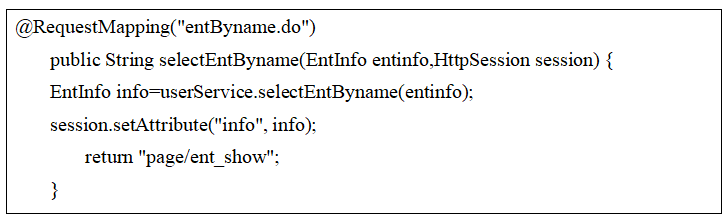 @RequestMapping("entByname.do")
public String selectEntByname(EntInfo entinfo,HttpSession session) {
EntInfo info=userService.selectEntByname(entinfo);
session.setAttribute("info", info);
return "page/ent_show";
}